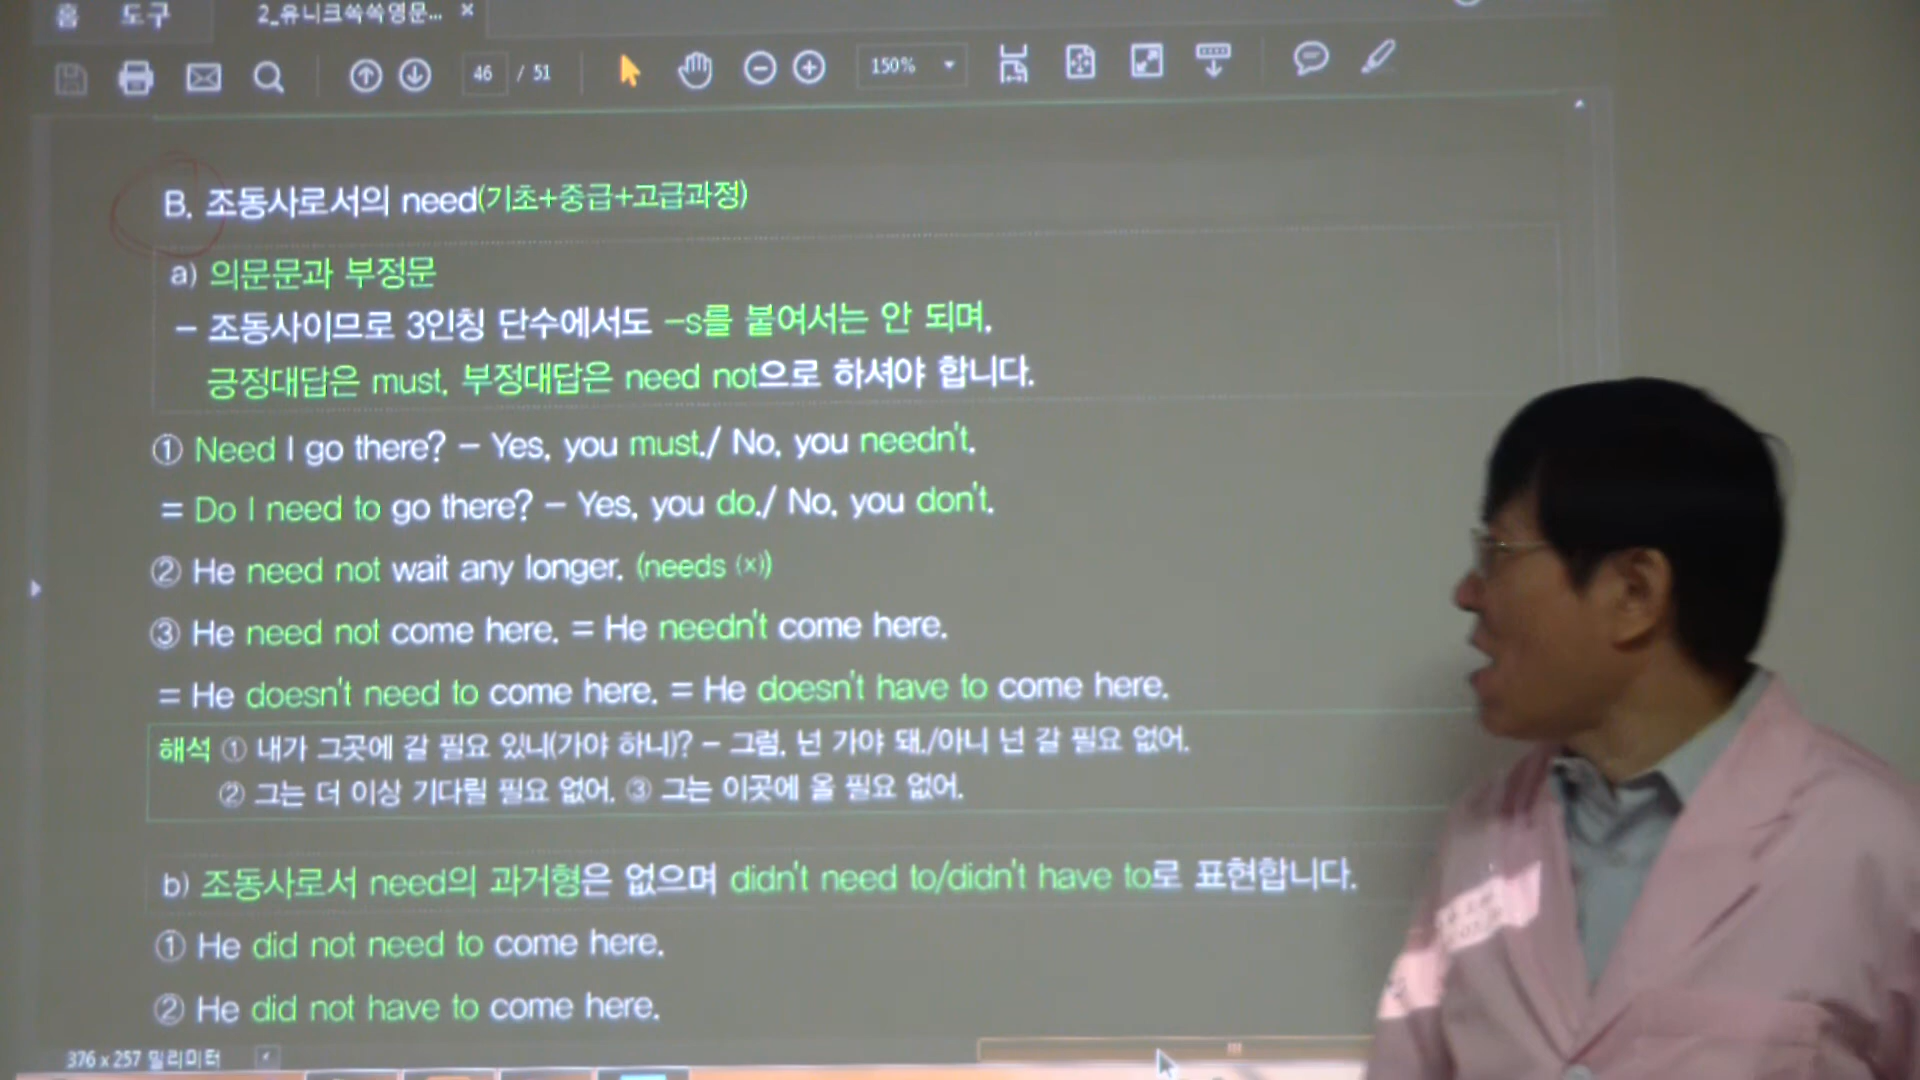 홈 도구 2_유니크쏙쏙영문...
46 / 51 150%
B. 조동사로서의 need(기초+중급+고급과정)
a) 의문문과 부정문
– 조동사이므로 3인칭 단수에서도 –s를 붙여서는 안 되며,
긍정대답은 must, 부정대답은 need not으로 하셔야 합니다.
① Need I go there? – Yes, you must./ No, you needn't.
= Do I need to go there? – Yes, you do./ No, you don't.
② He need not wait any longer. (needs (×))
③ He need not come here. = He needn't come here.
= He doesn't need to come here. = He doesn't have to come here.
해석 ① 내가 그곳에 갈 필요 있니(가야 하니)? – 그럼, 넌 가야 돼./아니 넌 갈 필요 없어.
② 그는 더 이상 기다릴 필요 없어. ③ 그는 이곳에 올 필요 없어.
b) 조동사로서 need의 과거형은 없으며 didn't need to/didn't have to로 표현합니다.
① He did not need to come here.
② He did not have to come here.
376 x 257 밀리미터